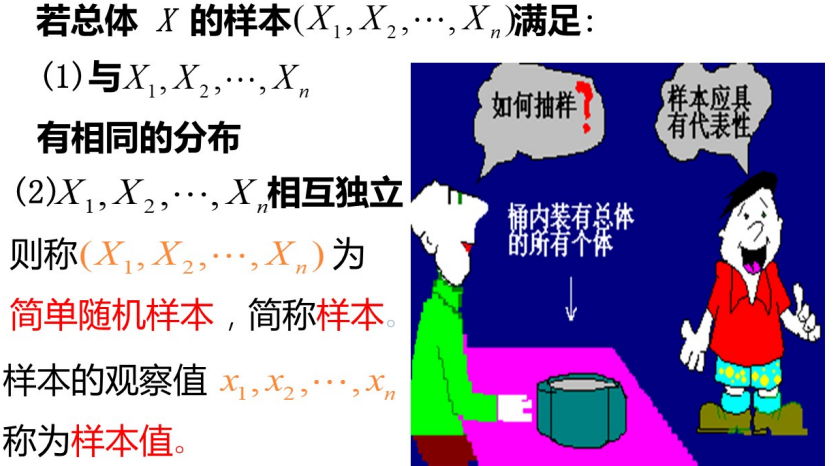 若总体 X 的样本(X₁, X₂,⋯, Xₙ)满足:
(1)与X₁, X₂,⋯, Xₙ
有相同的分布
(2)X₁, X₂,⋯, Xₙ相互独立
则称(X₁, X₂,⋯, Xₙ) 为
简单随机样本，简称样本。
样本的观察值 x₁, x₂,⋯, xₙ
称为样本值。
如何抽样?
样本应具
有代表性
桶内装有总体
的所有个体